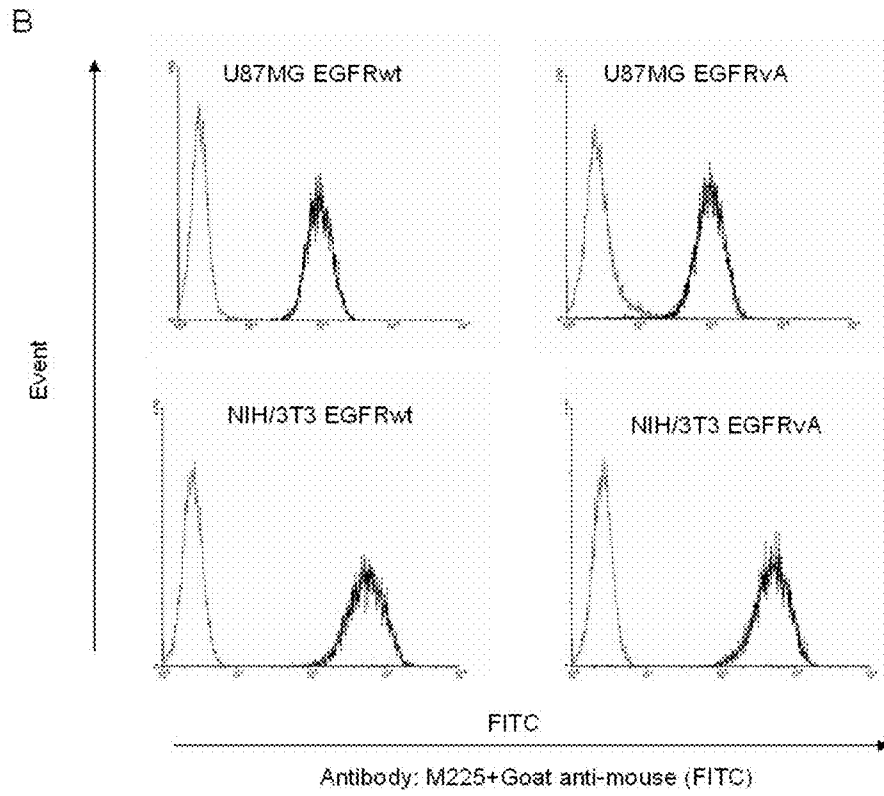 B
U87MG EGFRwt
U87MG EGFRvA
Event
NIH/3T3 EGFRwt
NIH/3T3 EGFRvA
FITC
Antibody: M225+Goat anti-mouse (FITC)